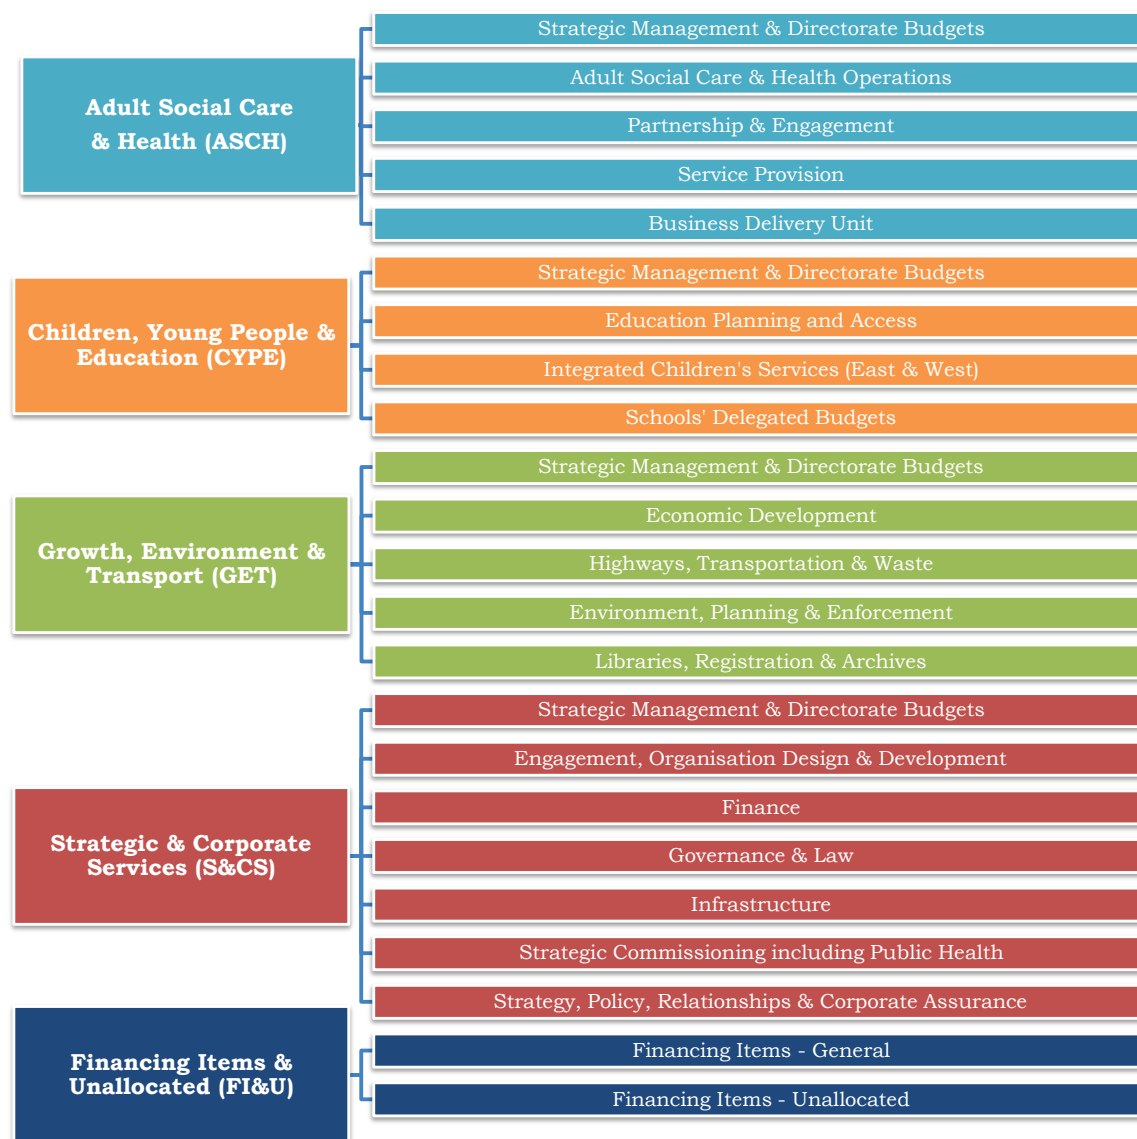 Adult Social Care
& Health (ASCH)
Strategic Management & Directorate Budgets
Adult Social Care & Health Operations
Partnership & Engagement
Service Provision
Business Delivery Unit
Children, Young People &
Education (CYPE)
Strategic Management & Directorate Budgets
Education Planning and Access
Integrated Children's Services (East & West)
Schools' Delegated Budgets
Growth, Environment &
Transport (GET)
Strategic Management & Directorate Budgets
Economic Development
Highways, Transportation & Waste
Environment, Planning & Enforcement
Libraries, Registration & Archives
Strategic & Corporate
Services (S&CS)
Strategic Management & Directorate Budgets
Engagement, Organisation Design & Development
Finance
Governance & Law
Infrastructure
Strategic Commissioning including Public Health
Strategy, Policy, Relationships & Corporate Assurance
Financing Items &
Unallocated (FI&U)
Financing Items - General
Financing Items - Unallocated